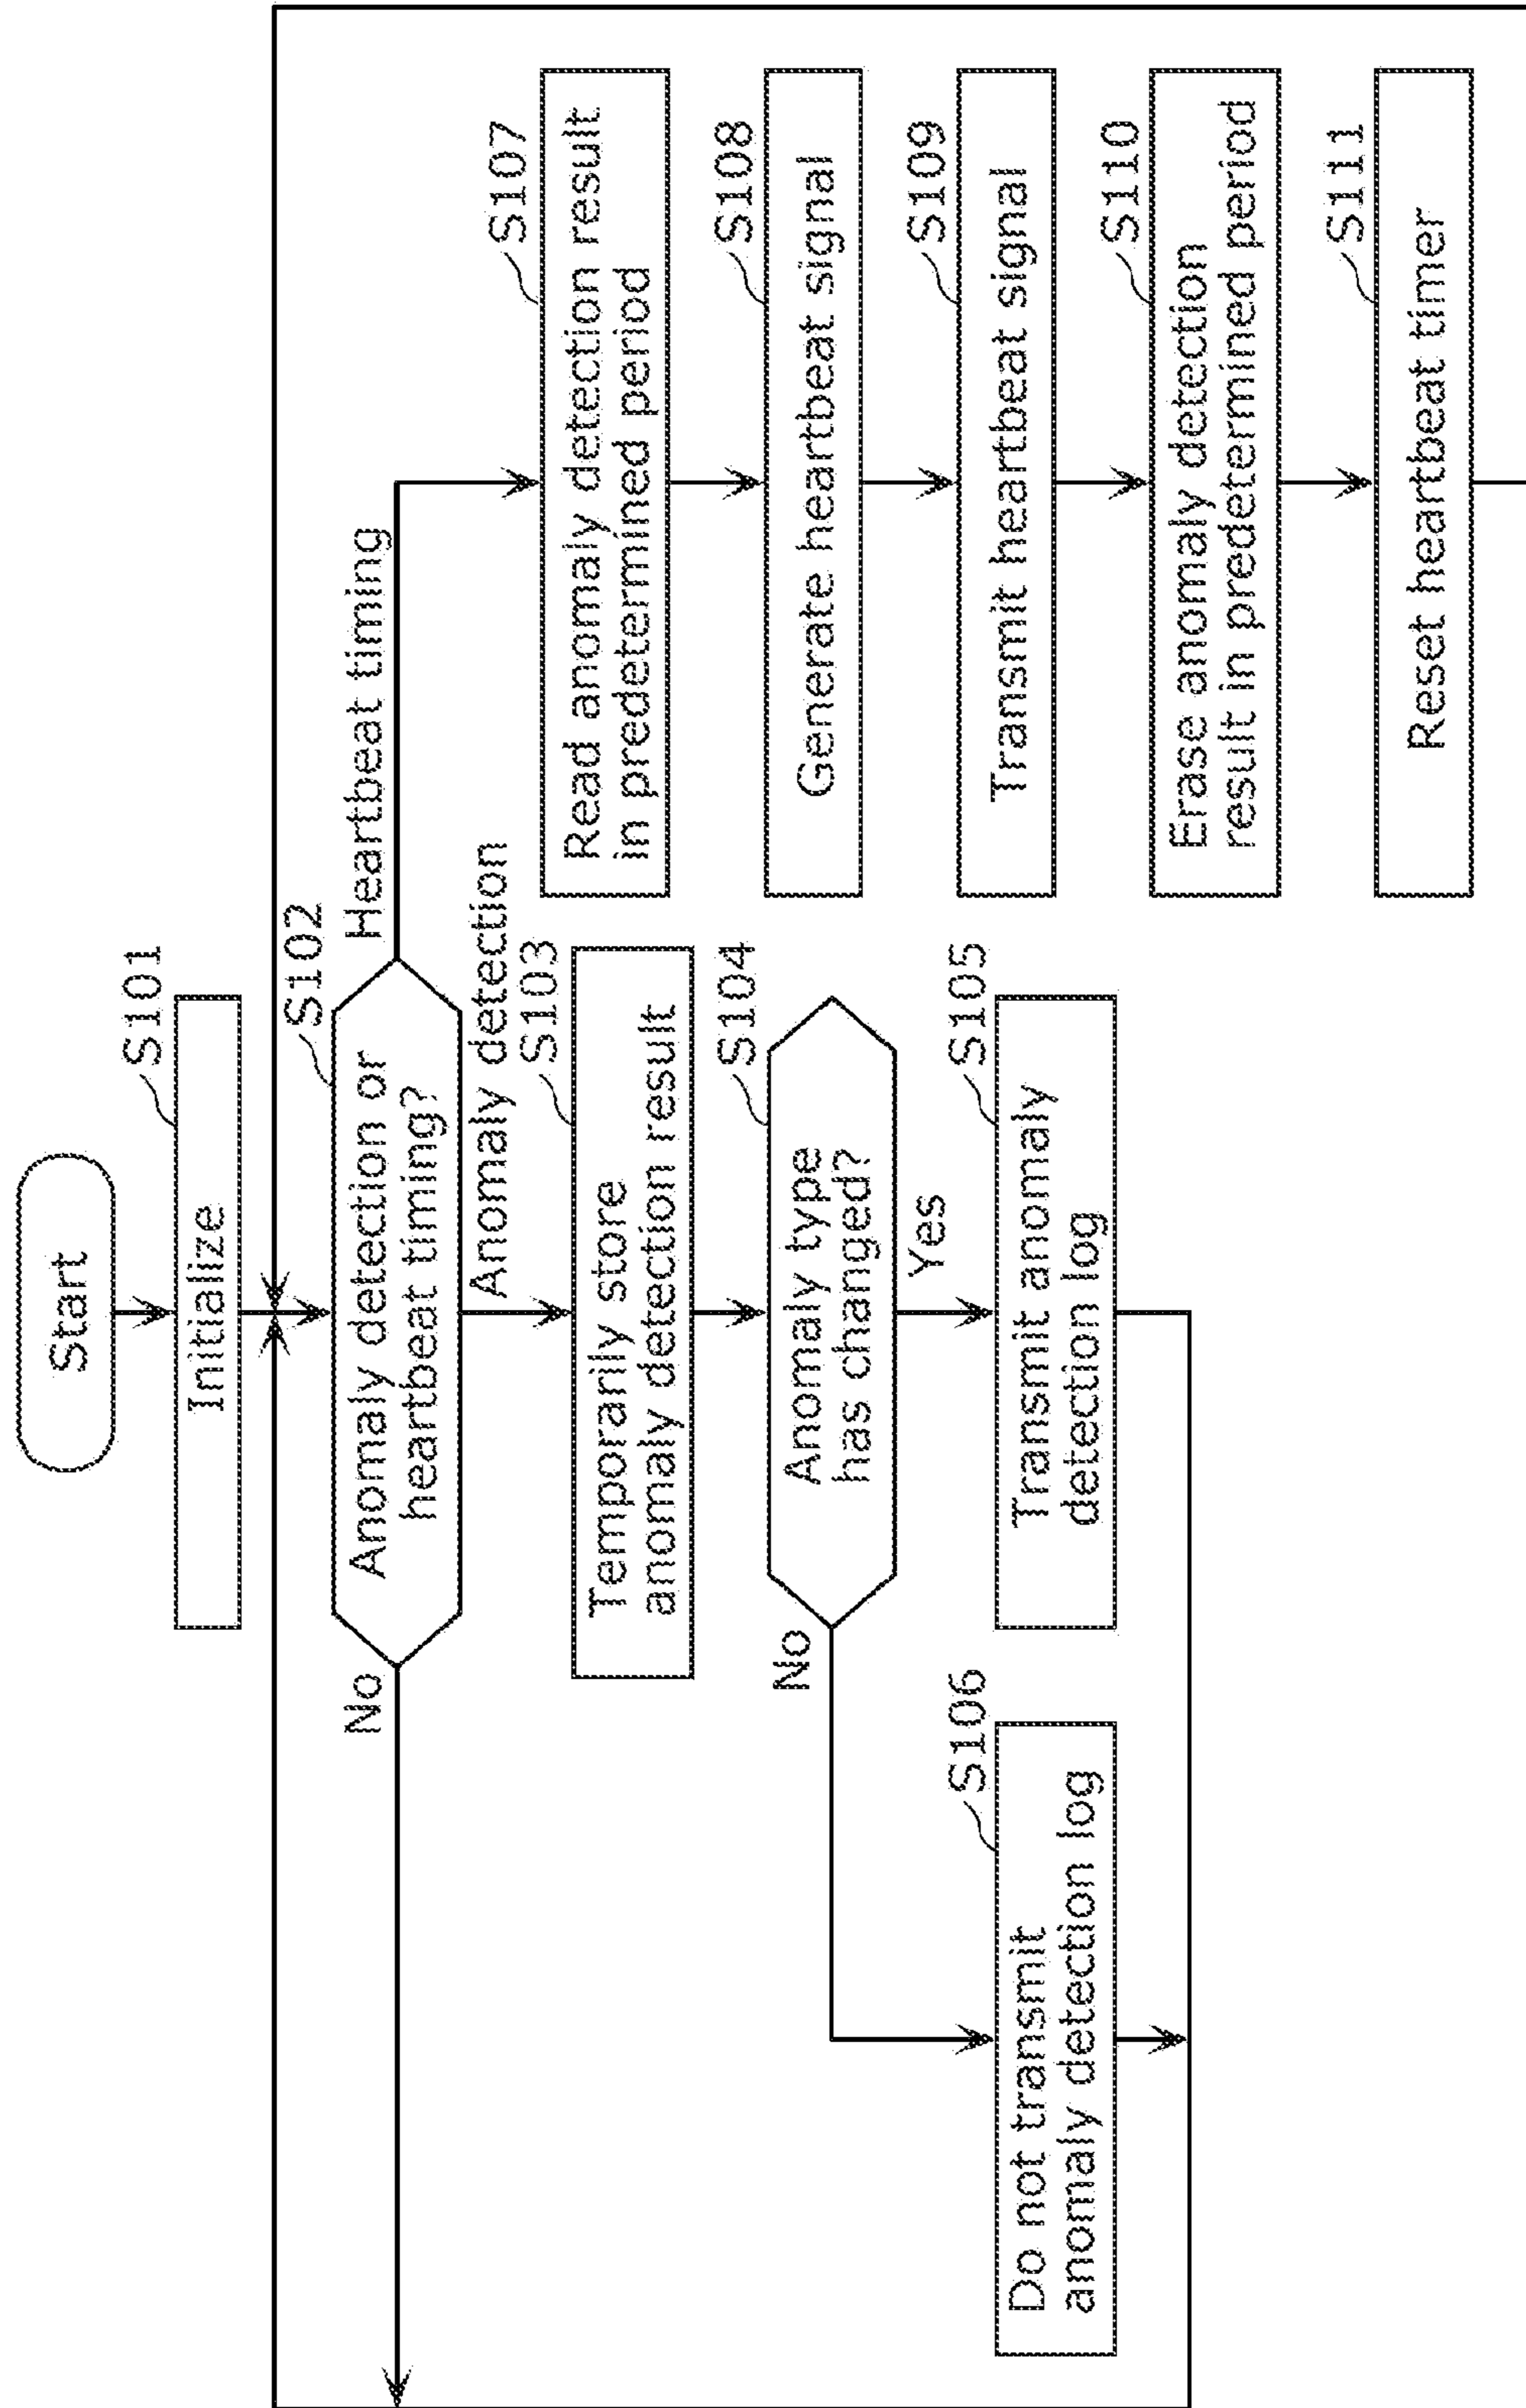 Start
S101
Initialize
S102
Anomaly detection or
heartbeat timing?
No
Heartbeat timing
Anomaly detection
S103
Temporarily store
anomaly detection result
S104
Anomaly type
has changed?
No
Yes
S105
Transmit anomaly
detection log
S106
Do not transmit
anomaly detection log
S107
Read anomaly detection result
in predetermined period
S108
Generate heartbeat signal
S109
Transmit heartbeat signal
S110
Erase anomaly detection
result in predetermined period
S111
Reset heartbeat timer